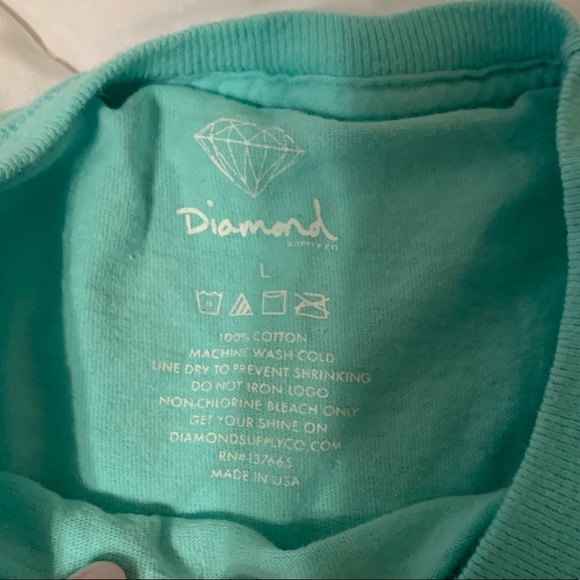 Diamond
SUPPLY CO
L
100% COTTON
MACHINE WASH COLD
LINE DRY TO PREVENT SHRINKING
DO NOT IRON LOGO
NON-CHLORINE BLEACH ONLY
GET YOUR SHINE ON
DIAMONDSUPPLYCO.COM
RN#137665
MADE IN USA